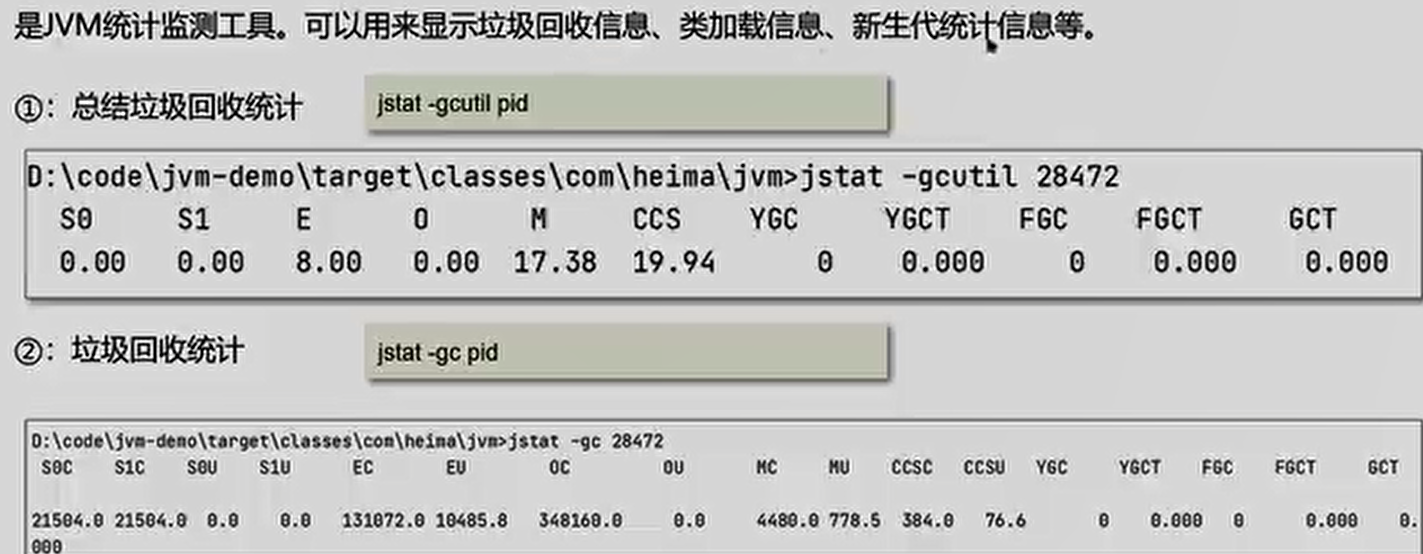 是JVM统计监测工具。可以用来显示垃圾回收信息、类加载信息、新生代统计信息等。
①：总结垃圾回收统计 jstat -gcutil pid
D:\code\jvm-demo\target\classes\com\heima\jvm>jstat -gcutil 28472
S0 S1 E O M CCS YGC YGCT FGC FGCT GCT
0.00 0.00 8.00 0.00 17.38 19.94 0 0.000 0 0.000 0.000
②：垃圾回收统计 jstat -gc pid
D:\code\jvm-demo\target\classes\com\heima\jvm>jstat -gc 28472
S0C S1C S0U S1U EC EU OC OU MC MU CCSC CCSU YGC YGCT FGC FGCT GCT
21504.0 21504.0 0.0 0.0 131072.0 10485.8 348160.0 0.0 4480.0 778.5 384.0 76.6 0 0.000 0 0.000 0.
000